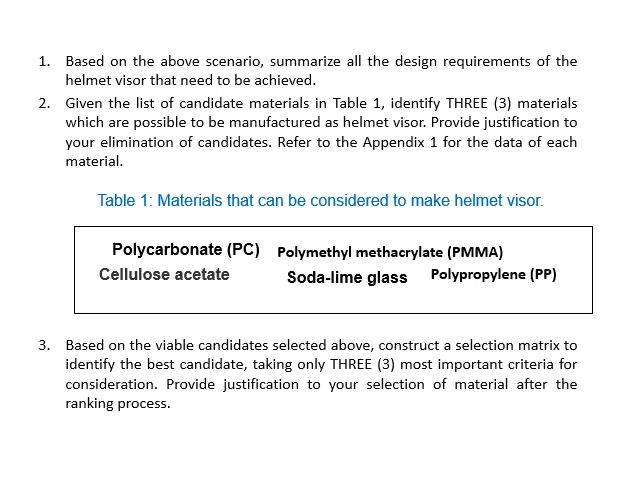 1. Based on the above scenario, summarize all the design requirements of the
helmet visor that need to be achieved.
2. Given the list of candidate materials in Table 1, identify THREE (3) materials
which are possible to be manufactured as helmet visor. Provide justification to
your elimination of candidates. Refer to the Appendix 1 for the data of each
material.
Table 1: Materials that can be considered to make helmet visor.
Polycarbonate (PC) Polymethyl methacrylate (PMMA)
Cellulose acetate Soda-lime glass Polypropylene (PP)
3. Based on the viable candidates selected above, construct a selection matrix to
identify the best candidate, taking only THREE (3) most important criteria for
consideration. Provide justification to your selection of material after the
ranking process.